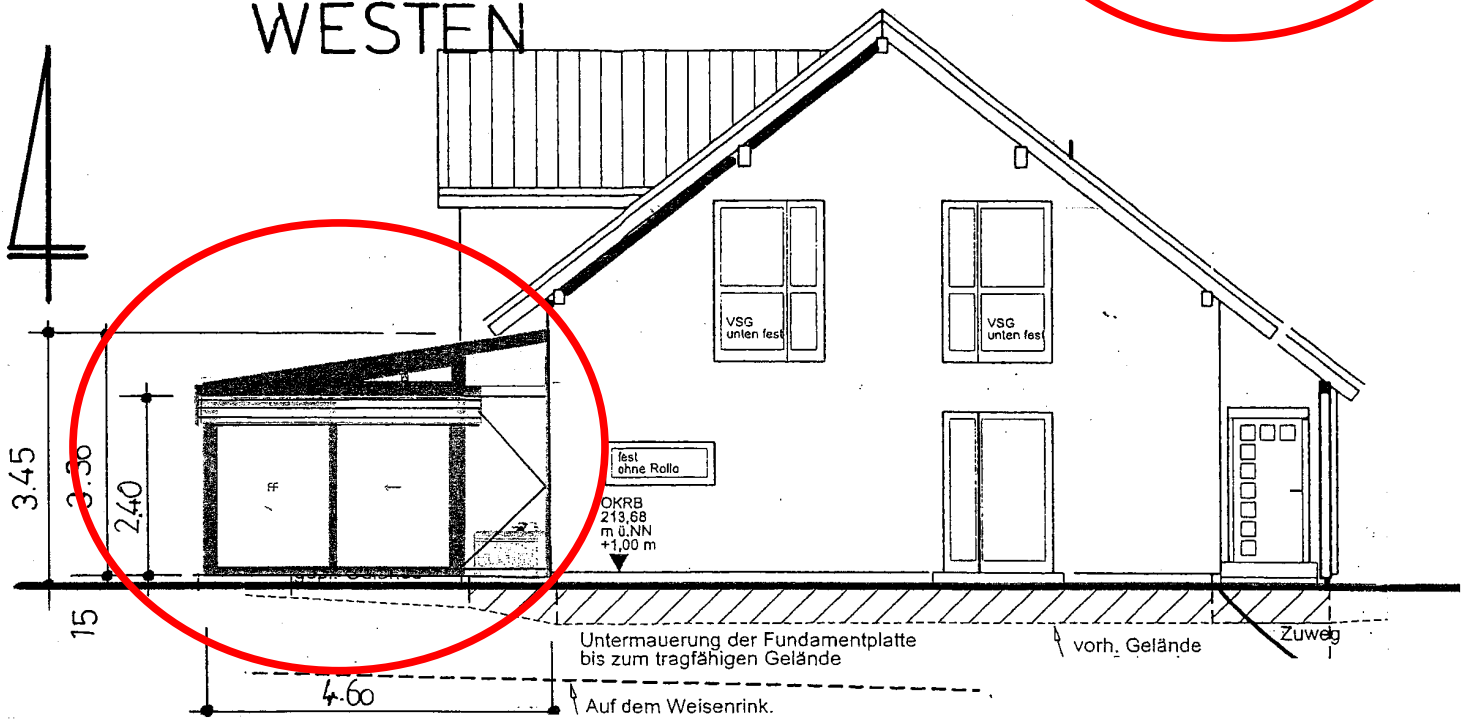 WESTEN
VSG
unten fest
VSG
unten fest
3.45
2.40
15
FF
fest
ohne Rollo
OKRB
213,68
m ü.NN
+1,00 m
Untermauerung der Fundamentplatte
bis zum tragfähigen Gelände
vorh. Gelände
Zuweg
4.60
Auf dem Weisenrink.